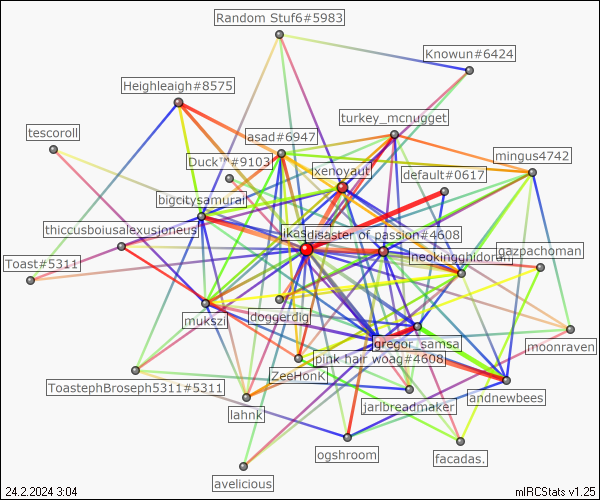 Random Stuf6#5983
Knowun#6424
Heighleaigh#8575
turkey_mcnugget
tescoroll
asad#6947
mingus4742
Duck™#9103
xenoyaut
default#0617
bigcitysamurai
thiccusboiusalexusjoneus
disaster of passion#4608
gazpachoman
Toast#5311
doggerdig
mukszi
gregor_samsa
moonraven
pink hair woag#4608
ZeeHonK
ToastephBroseph5311#5311
andnewbees
lahnK
jarlbreadmaker
ogshroom
facadas.
avelicious
24.2.2024 3:04
mIRCStats v1.25